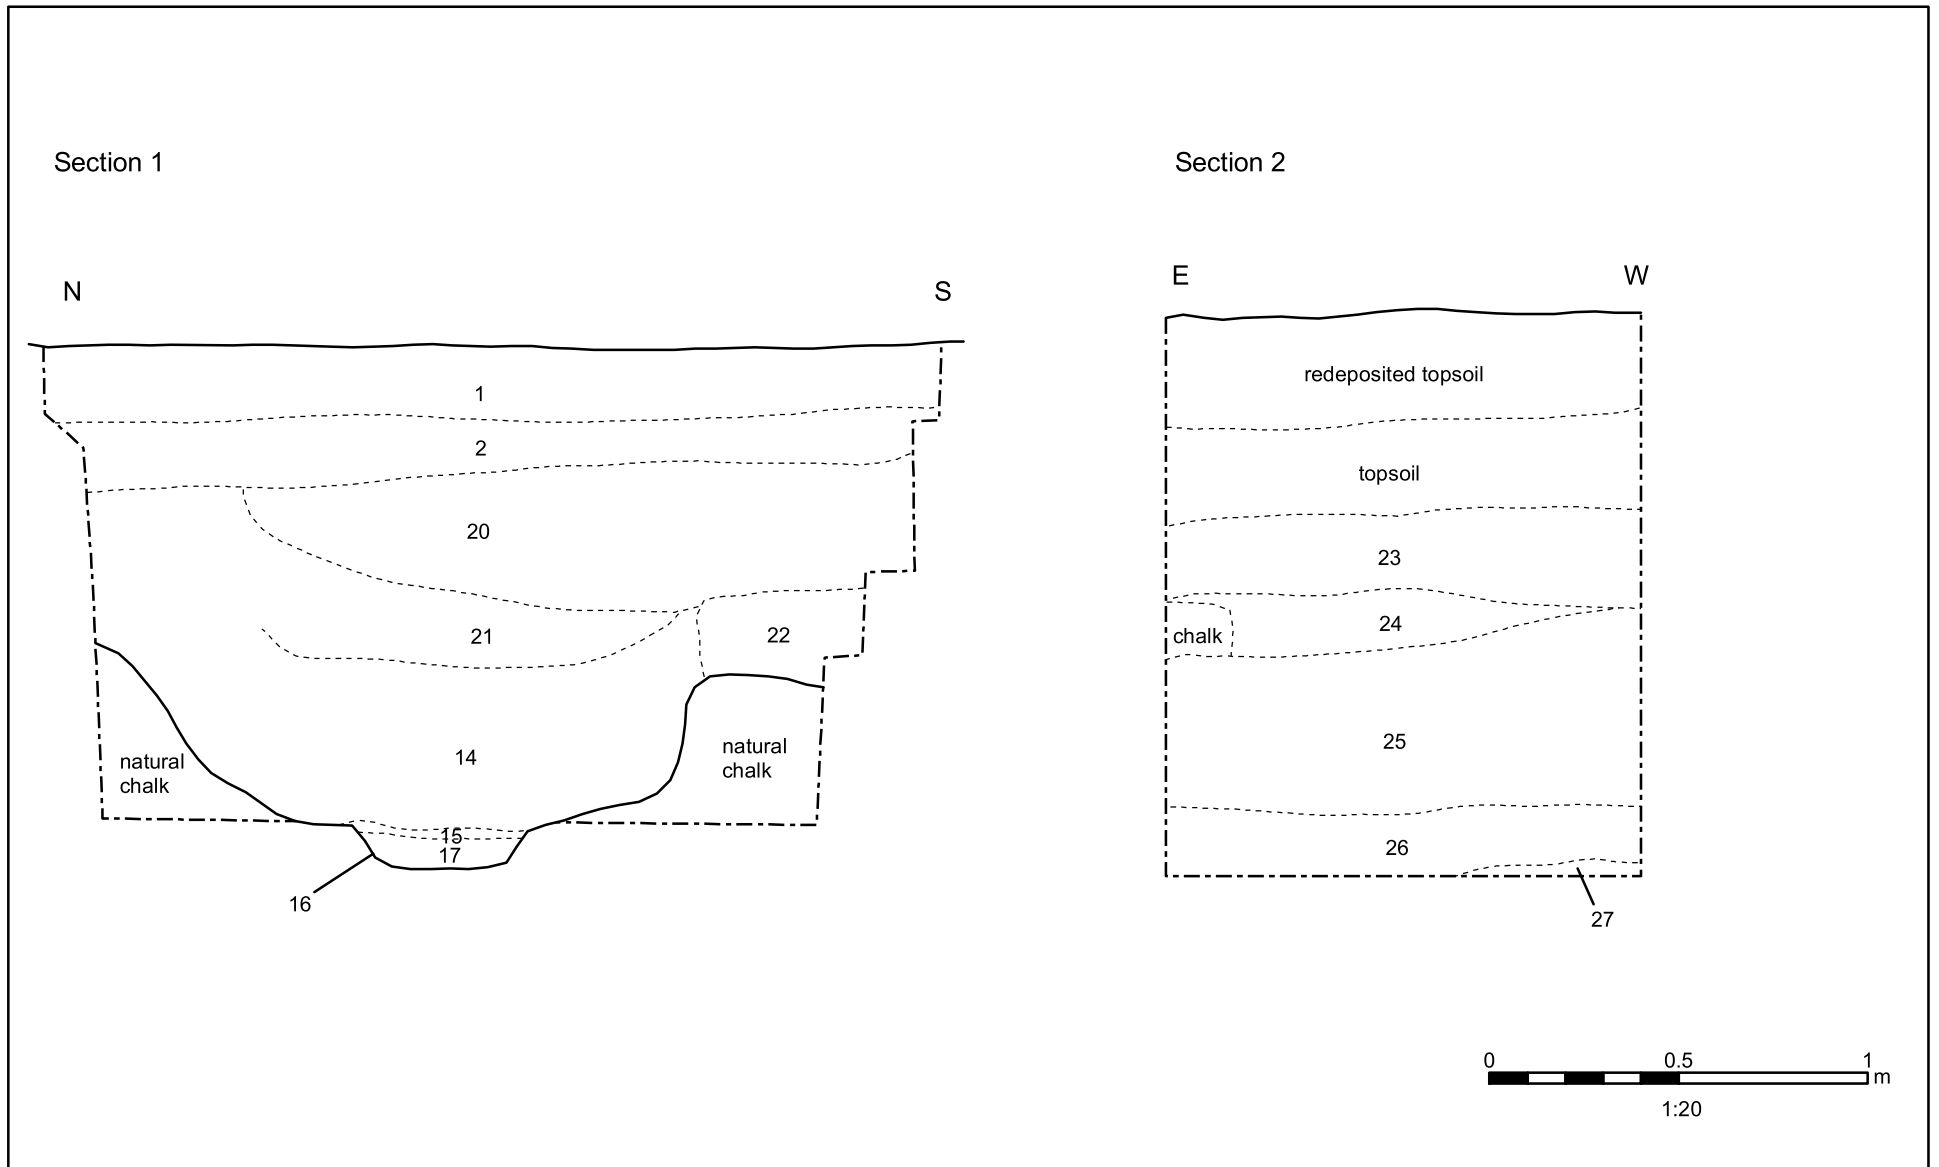 Section 1
Section 2
N
S
E
W
1
2
20
21
22
14
natural
chalk
natural
chalk
15
17
16
redeposited topsoil
topsoil
23
chalk
24
25
26
27
0
0.5
1
m
1:20